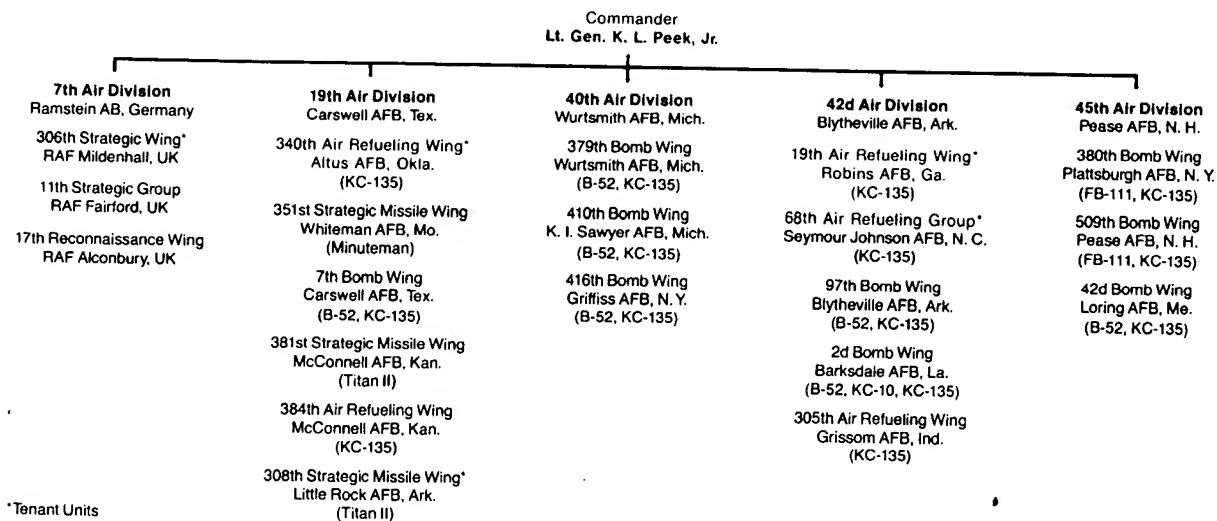 Commander
Lt. Gen. K. L. Peek, Jr.
7th Air Division
Ramstein AB, Germany
306th Strategic Wing*
RAF Mildenhall, UK
11th Strategic Group
RAF Fairford, UK
17th Reconnaissance Wing
RAF Alconbury, UK
19th Air Division
Carswell AFB, Tex.
340th Air Refueling Wing*
Altus AFB, Okla.
(KC-135)
351st Strategic Missile Wing
Whiteman AFB, Mo.
(Minuteman)
7th Bomb Wing
Carswell AFB, Tex.
(B-52, KC-135)
381st Strategic Missile Wing
McConnell AFB, Kan.
(Titan II)
384th Air Refueling Wing
McConnell AFB, Kan.
(KC-135)
308th Strategic Missile Wing*
Little Rock AFB, Ark.
(Titan II)
40th Air Division
Wurtsmith AFB, Mich.
379th Bomb Wing
Wurtsmith AFB, Mich.
(B-52, KC-135)
410th Bomb Wing
K. I. Sawyer AFB, Mich.
(B-52, KC-135)
416th Bomb Wing
Griffiss AFB, N. Y.
(B-52, KC-135)
42d Air Division
Blytheville AFB, Ark.
19th Air Refueling Wing*
Robins AFB, Ga.
(KC-135)
68th Air Refueling Group*
Seymour Johnson AFB, N. C.
(KC-135)
97th Bomb Wing
Blytheville AFB, Ark.
(B-52, KC-135)
2d Bomb Wing
Barksdale AFB, La.
(B-52, KC-10, KC-135)
305th Air Refueling Wing
Grissom AFB, Ind.
(KC-135)
45th Air Division
Pease AFB, N. H.
380th Bomb Wing
Plattsburgh AFB, N. Y.
(FB-111, KC-135)
509th Bomb Wing
Pease AFB, N. H.
(FB-111, KC-135)
42d Bomb Wing
Loring AFB, Me.
(B-52, KC-135)
*Tenant Units